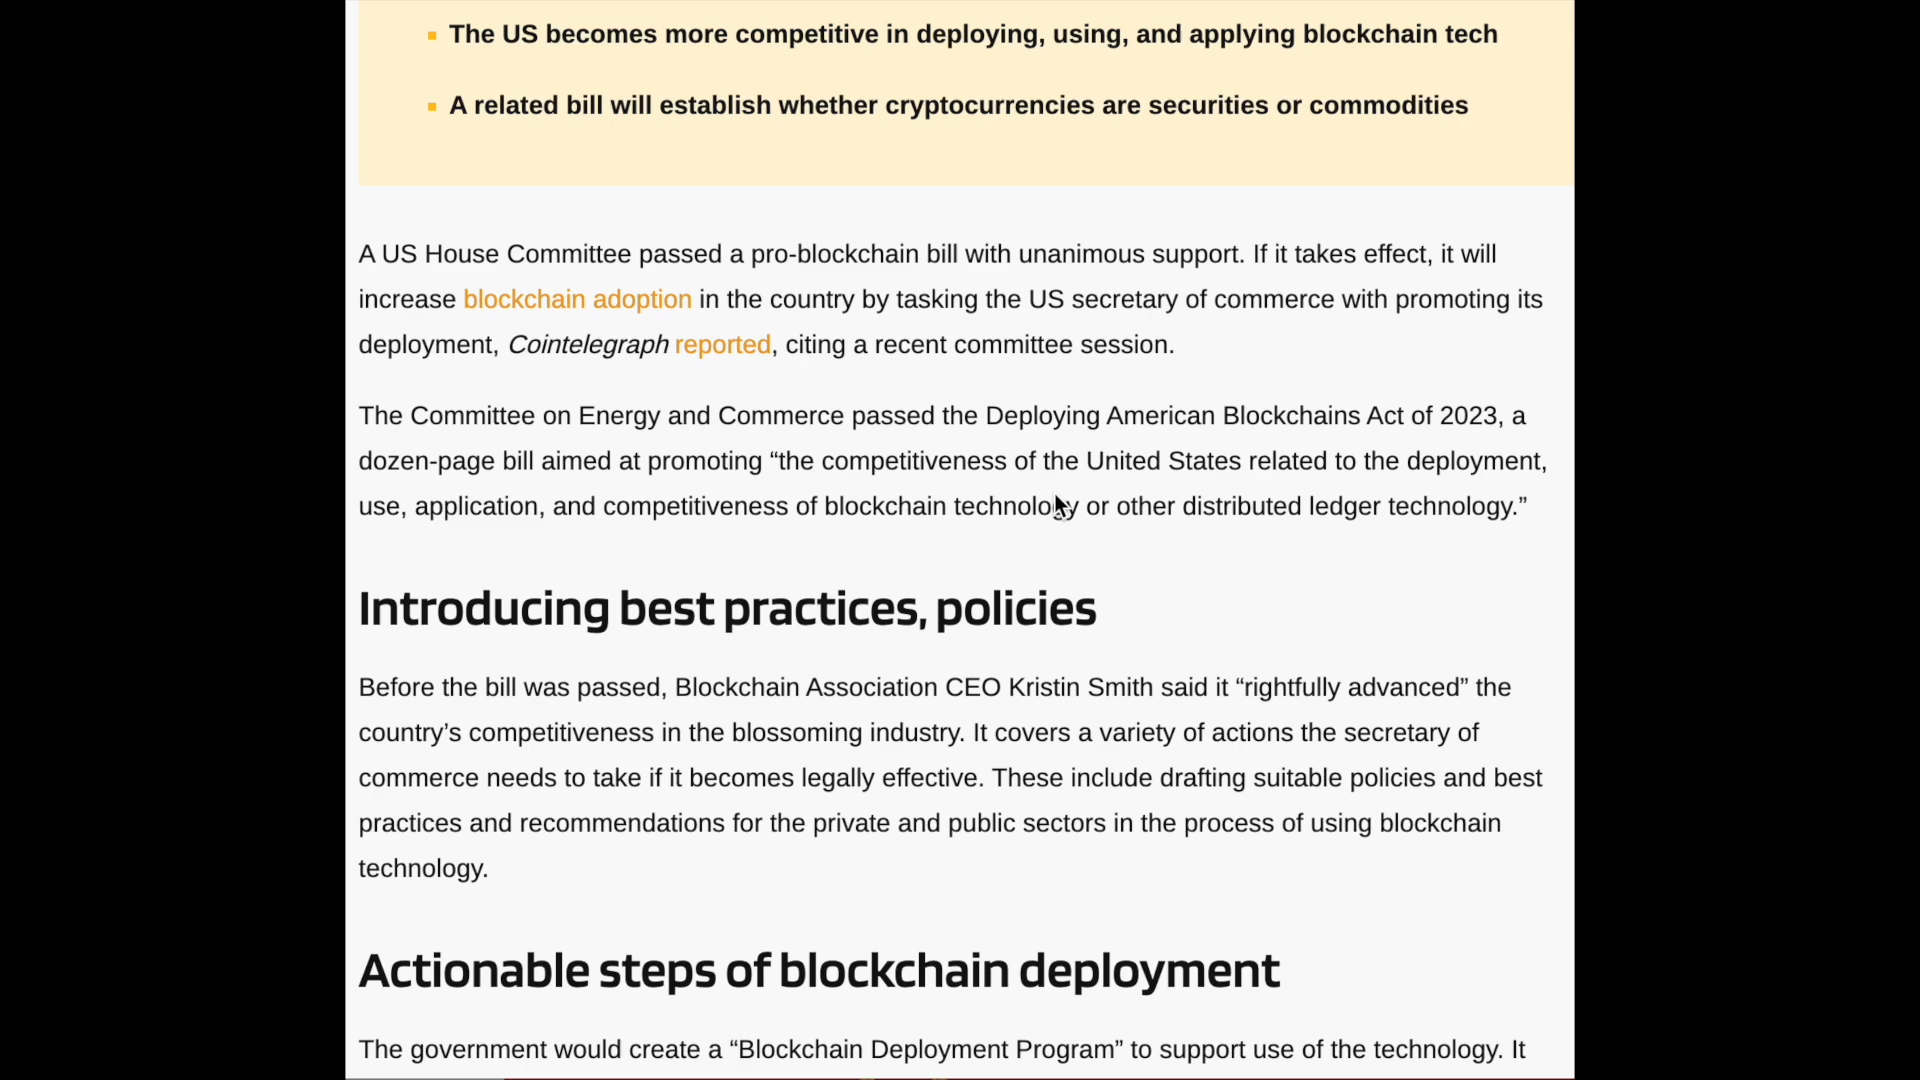 The US becomes more competitive in deploying, using, and applying blockchain tech
A related bill will establish whether cryptocurrencies are securities or commodities
A US House Committee passed a pro-blockchain bill with unanimous support. If it takes effect, it will
increase blockchain adoption in the country by tasking the US secretary of commerce with promoting its
deployment, Cointelegraph reported, citing a recent committee session.
The Committee on Energy and Commerce passed the Deploying American Blockchains Act of 2023, a
dozen-page bill aimed at promoting “the competitiveness of the United States related to the deployment,
use, application, and competitiveness of blockchain technology or other distributed ledger technology.”
Introducing best practices, policies
Before the bill was passed, Blockchain Association CEO Kristin Smith said it “rightfully advanced” the
country’s competitiveness in the blossoming industry. It covers a variety of actions the secretary of
commerce needs to take if it becomes legally effective. These include drafting suitable policies and best
practices and recommendations for the private and public sectors in the process of using blockchain
technology.
Actionable steps of blockchain deployment
The government would create a “Blockchain Deployment Program” to support use of the technology. It